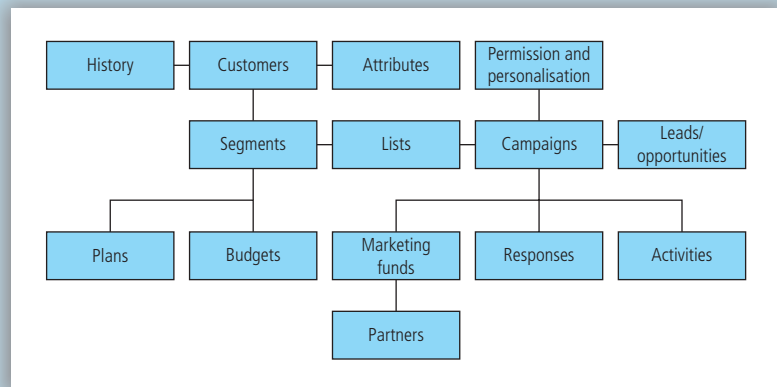 History
Customers
Attributes
Permission and
personalisation
Segments
Lists
Campaigns
Leads/
opportunities
Plans
Budgets
Marketing
funds
Responses
Activities
Partners